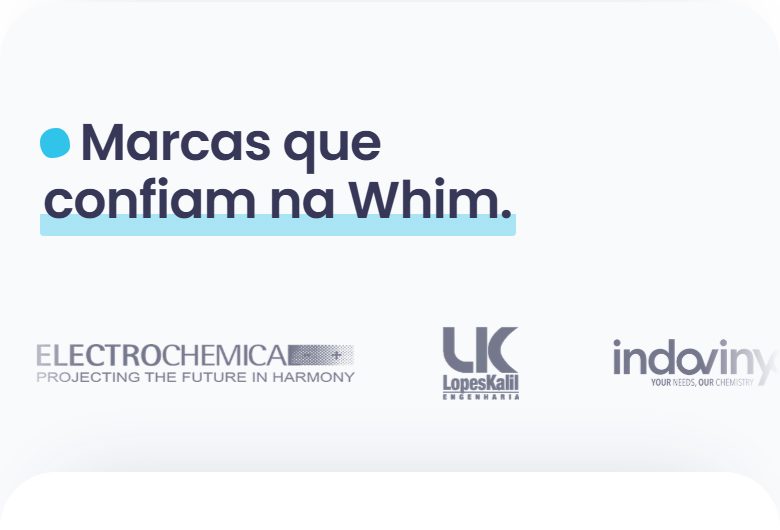 Marcas que
confiam na Whim.
ELECTROCHEMICA - +
PROJECTING THE FUTURE IN HARMONY
LK
LopesKalil
ENGENHARIA
indoviny
YOUR NEEDS, OUR CHEMISTRY